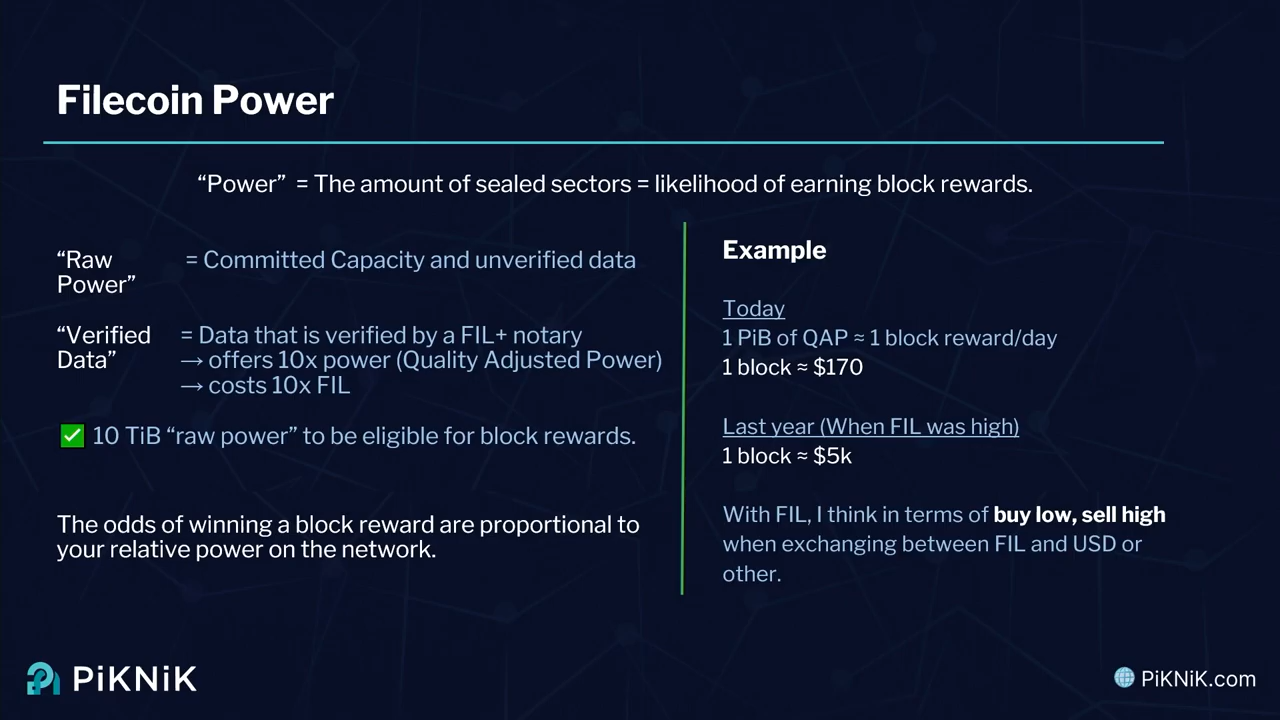 Filecoin Power
“Power” = The amount of sealed sectors = likelihood of earning block rewards.
“Raw Power” = Committed Capacity and unverified data
“Verified Data” = Data that is verified by a FIL+ notary
→ offers 10x power (Quality Adjusted Power)
→ costs 10x FIL
✅ 10 TiB “raw power” to be eligible for block rewards.
The odds of winning a block reward are proportional to
your relative power on the network.
Example
Today
1 PiB of QAP ≈ 1 block reward/day
1 block ≈ $170
Last year (When FIL was high)
1 block ≈ $5k
With FIL, I think in terms of buy low, sell high
when exchanging between FIL and USD or
other.
PiKNiK
PiKNiK.com